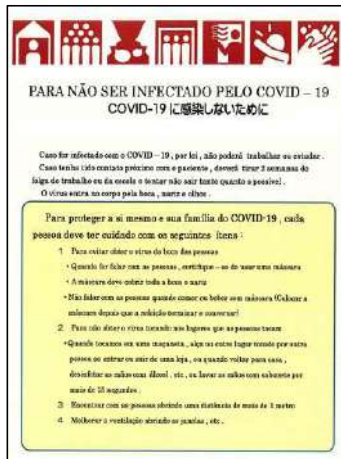 PARA NÃO SER INFECTADO PELO COVID – 19
COVID-19 に感染しないために
Caso for infectado com o COVID – 19 , por lei , não poderá trabalhar ou estudar .
Caso tenha tido contato próximo com o paciente , deverá tirar 2 semanas de
folga do trabalho ou da escola e tentar não sair tanto quanto o possível .
O vírus entra no corpo pela boca , nariz e olhos .
Para proteger a si mesmo e sua família do COVID-19 , cada
pessoa deve ter cuidado com os seguintes ítens :
1 Para evitar obter o vírus da boca das pessoas
・Quando for falar com as pessoas , certifique – se de usar uma máscara
・A máscara deve cobrir toda a boca e nariz
・Não falar com as pessoas quando comer ou beber sem máscara (Colocar a
máscara depois que a refeição terminar e conversar)
2 Para não obter o vírus tocando nos lugares que as pessoas tocam
・Quando tocamos em uma maçaneta , algo ou outro lugar tocado por outra
pessoa ao entrar ou sair de uma loja , ou quando voltar para casa ,
desinfetar as mãos com álcool , etc , ou lavar as mãos com sabonete por
mais de 15 segundos .
3 Encontrar com as pessoas abrindo uma distância de mais de 1 metro
4 Melhorar a ventilação abrindo as janelas , etc .